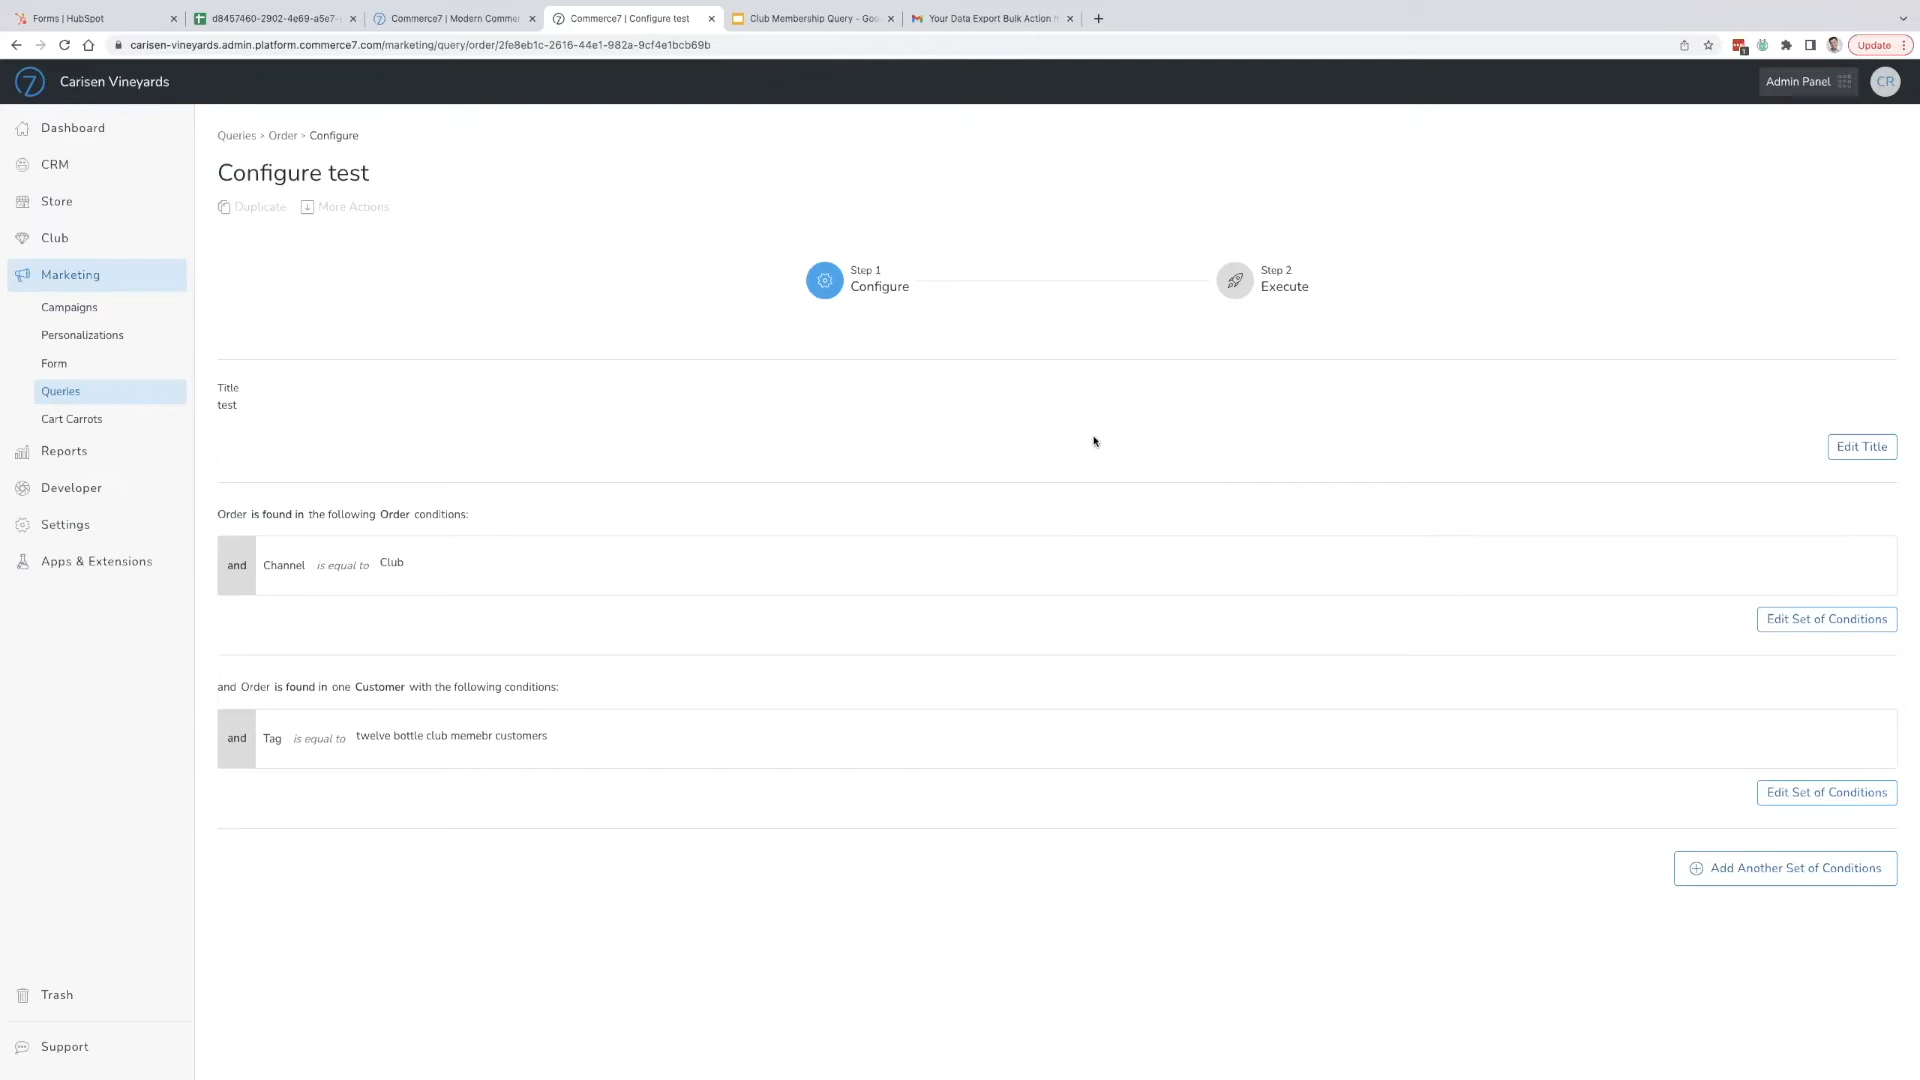 Forms | HubSpot
d8457460-2902-4e69-a5e7-
Commerce7 | Modern Commer
Commerce7 | Configure test
Club Membership Query - Goo
Your Data Export Bulk Action h
carisen-vineyards.admin.platform.commerce7.com/marketing/query/order/2fe8eb1c-2616-44e1-982a-9cf4e1bcb69b
Update
Carisen Vineyards
Admin Panel
CR
Dashboard
CRM
Store
Club
Marketing
Campaigns
Personalizations
Form
Queries
Cart Carrots
Reports
Developer
Settings
Apps & Extensions
Trash
Support
Queries > Order > Configure
Configure test
Duplicate
More Actions
Step 1
Configure
Step 2
Execute
Title
test
Edit Title
Order is found in the following Order conditions:
and Channel is equal to Club
Edit Set of Conditions
and Order is found in one Customer with the following conditions:
and Tag is equal to twelve bottle club memebr customers
Edit Set of Conditions
Add Another Set of Conditions